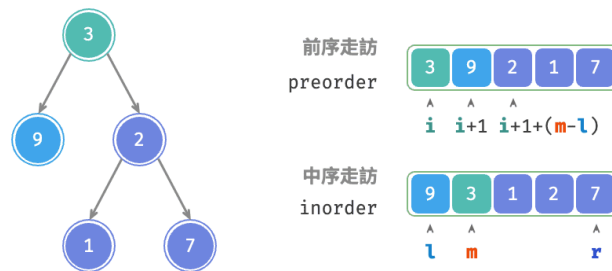 3
9
2
1
7
前序走訪
preorder
3 9 2 1 7
i i+1 i+1+(m-l)
中序走訪
inorder
9 3 1 2 7
l m r